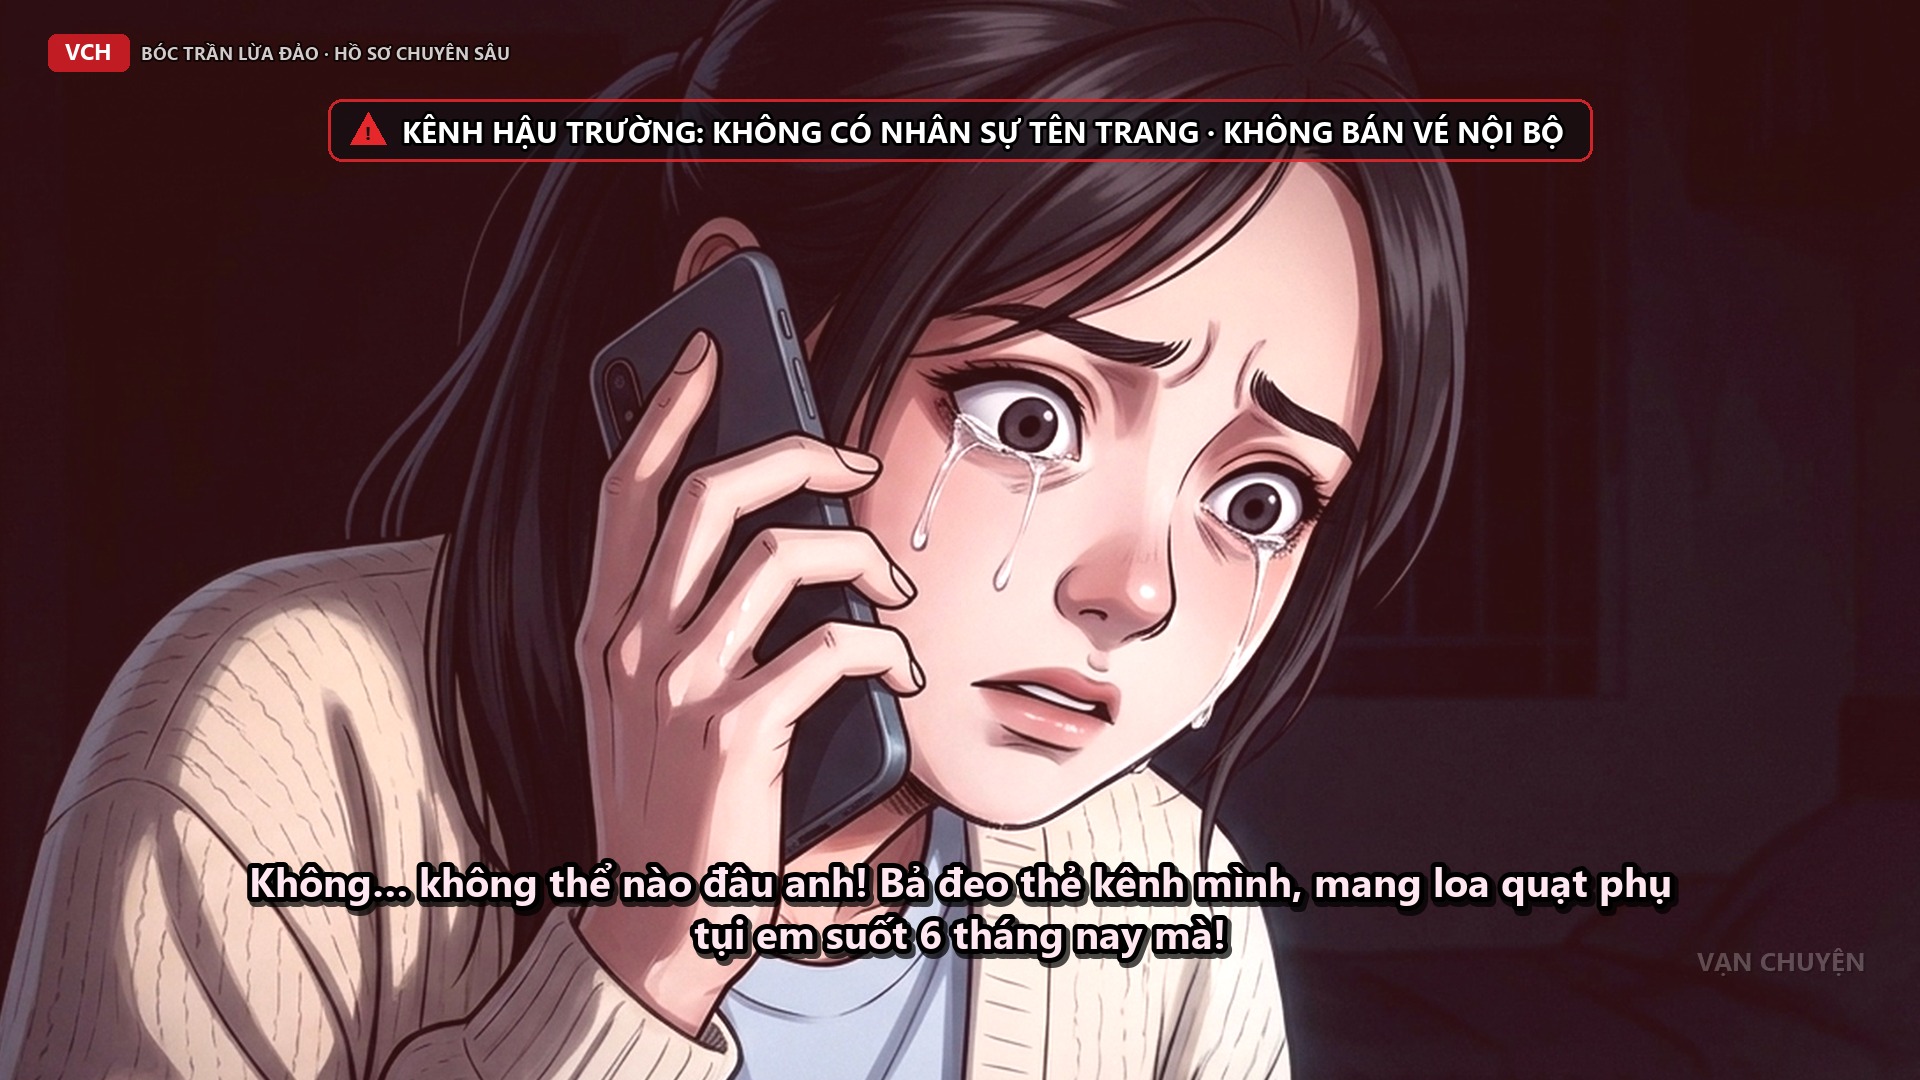 VCH BÓC TRẦN LỪA ĐẢO · HỒ SƠ CHUYÊN SÂU
! KÊNH HẬU TRƯỜNG: KHÔNG CÓ NHÂN SỰ TÊN TRANG · KHÔNG BÁN VÉ NỘI BỘ
Không... không thể nào đâu anh! Bả đeo thẻ kênh mình, mang loa quạt phụ
tụi em suốt 6 tháng nay mà!
VẠN CHUYỆN